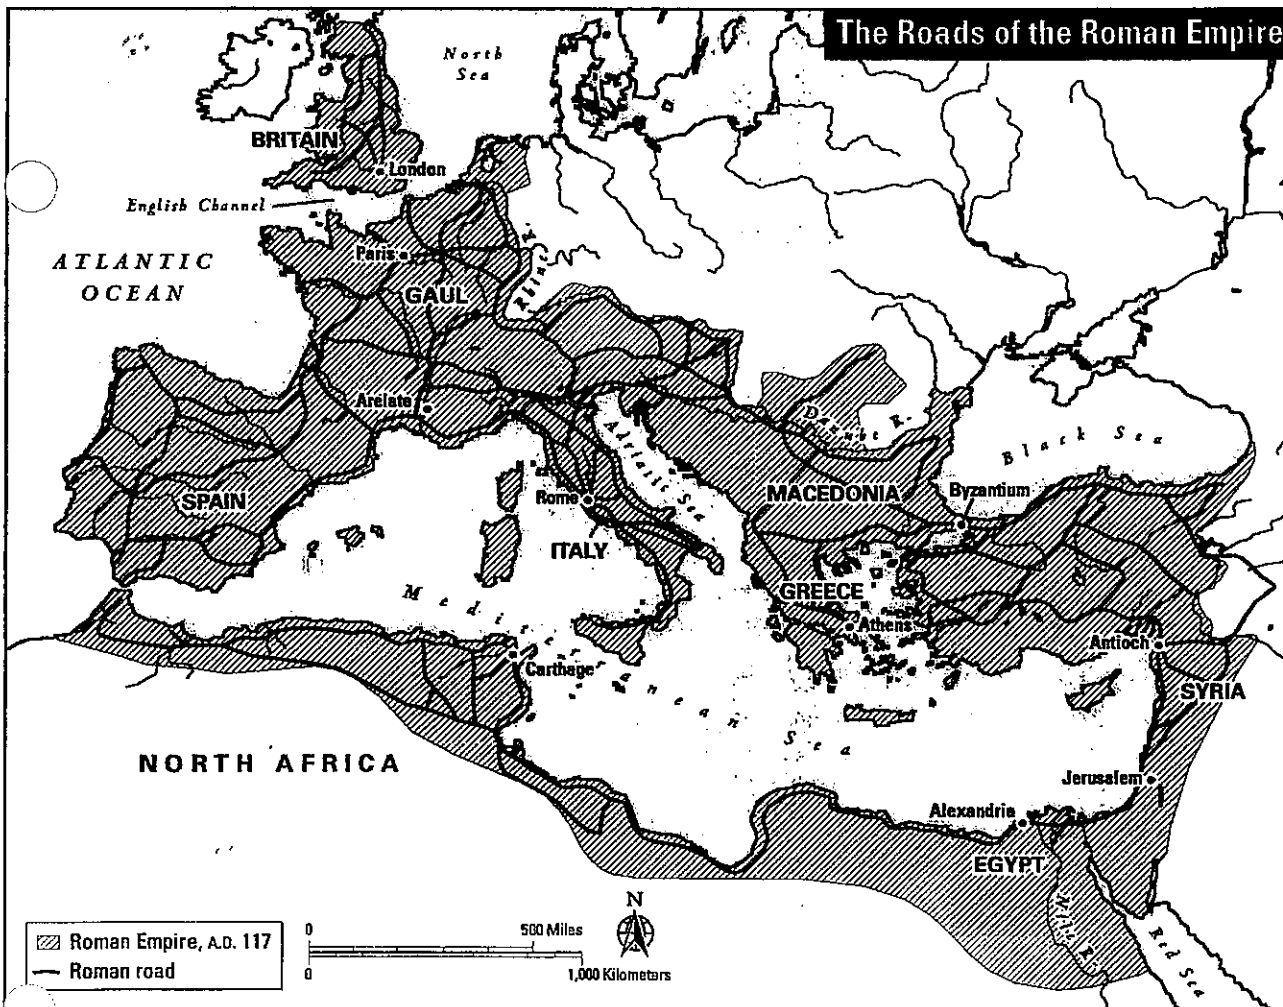 The Roads of the Roman Empire
North
Sea
BRITAIN
London
English Channel
ATLANTIC
OCEAN
Paris
GAUL
Rhine R.
Arelate
Danube R.
Adriatic Sea
Black Sea
SPAIN
Rome
ITALY
MACEDONIA
Byzantium
GREECE
Athens
Mediterranean Sea
Carthage
Antioch
SYRIA
NORTH AFRICA
Jerusalem
Alexandria
EGYPT
Nile R.
Red Sea
N
Roman Empire, A.D. 117
Roman road
0 500 Miles
0 1,000 Kilometers